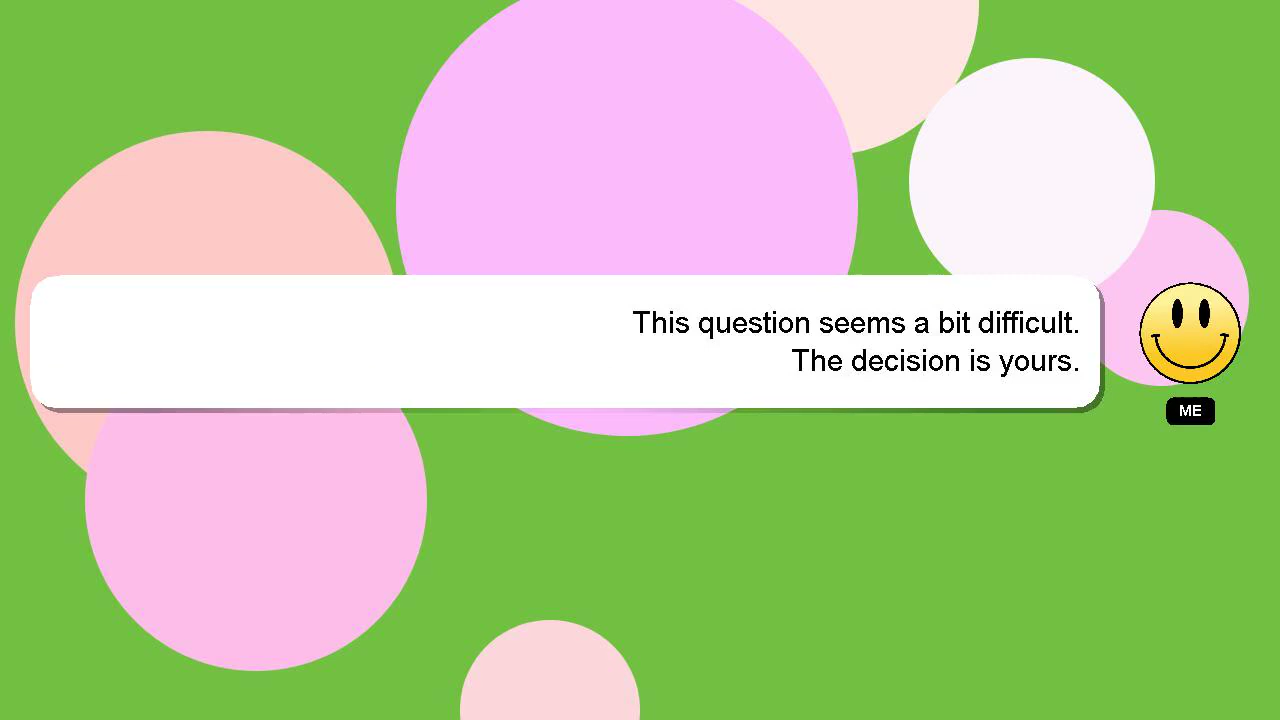 This question seems a bit difficult.
The decision is yours.
ME